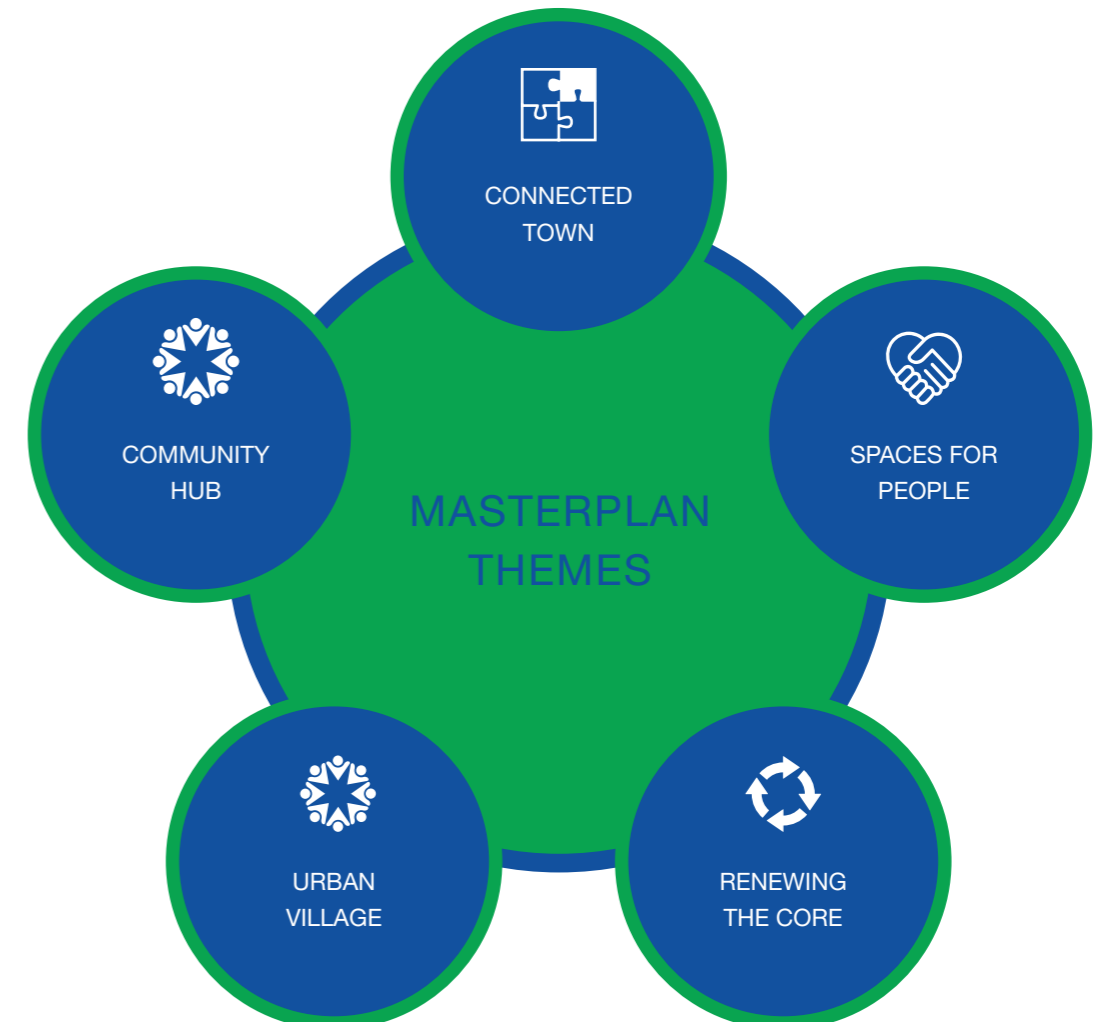 CONNECTED
TOWN
COMMUNITY
HUB
SPACES FOR
PEOPLE
MASTERPLAN
THEMES
URBAN
VILLAGE
RENEWING
THE CORE